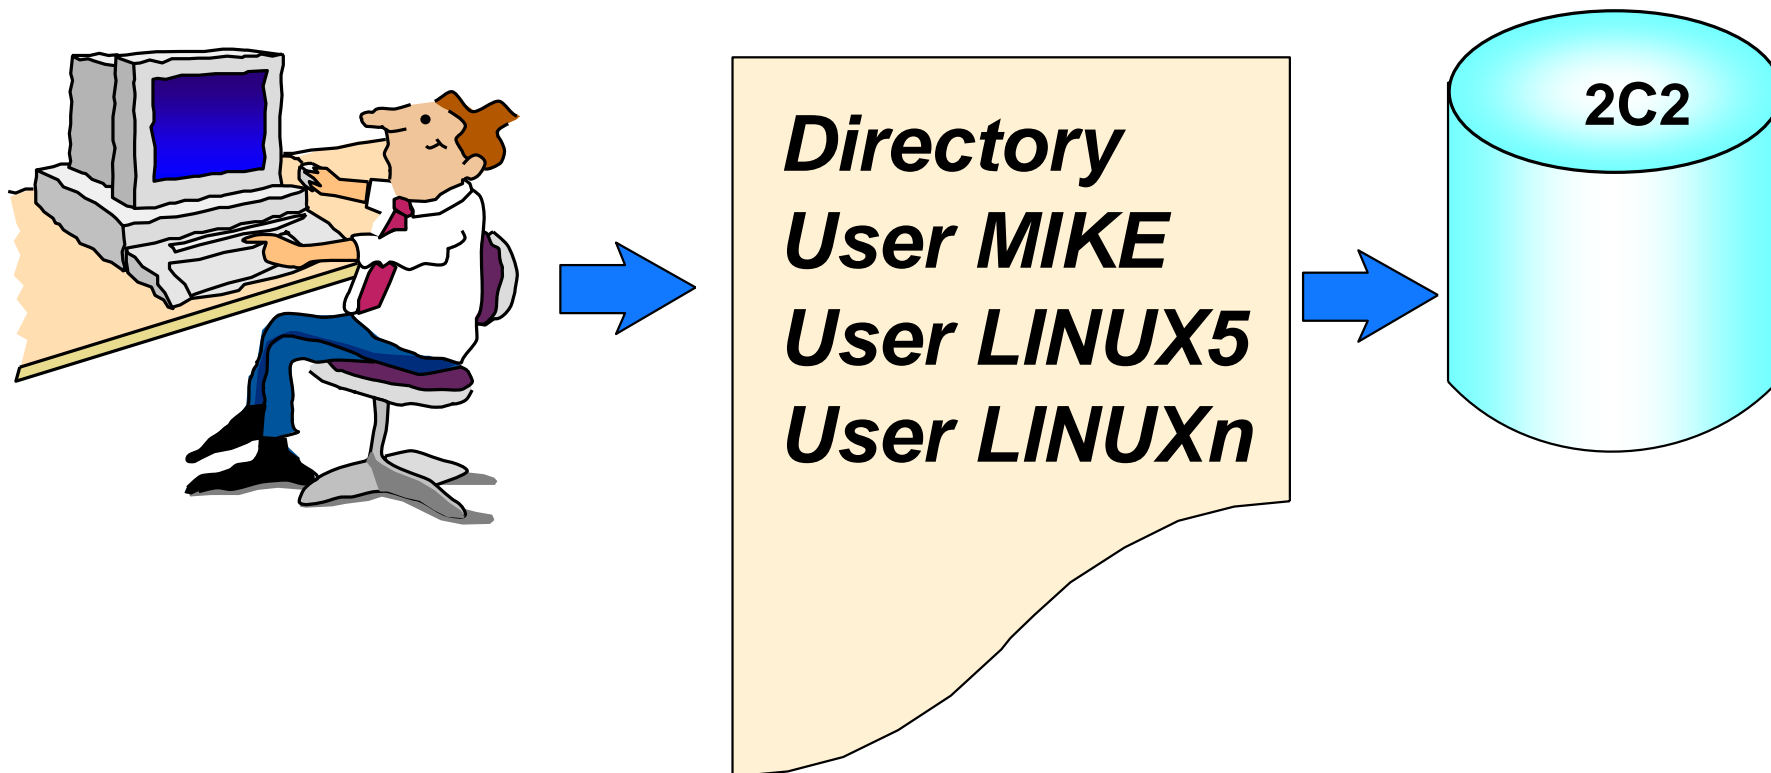 Directory
User MIKE
User LINUX5
User LINUXn
2C2